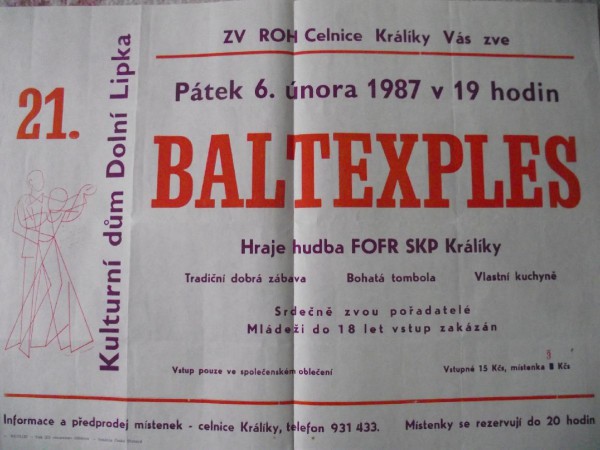 ZV ROH Celnice Králíky Vás zve
21.
Kulturní dům Dolní Lipka
Pátek 6. února 1987 v 19 hodin
BALTEXPLES
Hraje hudba FOFR SKP Králíky
Tradiční dobrá zábava Bohatá tombola Vlastní kuchyně
Srdečně zvou pořadatelé
Mládeži do 18 let vstup zakázán
Vstup pouze ve společenském oblečení Vstupné 15 Kčs, místenka Kčs
Informace a předprodej místenek - celnice Králíky, telefon 931 433. Místenky se rezervují do 20 hodin